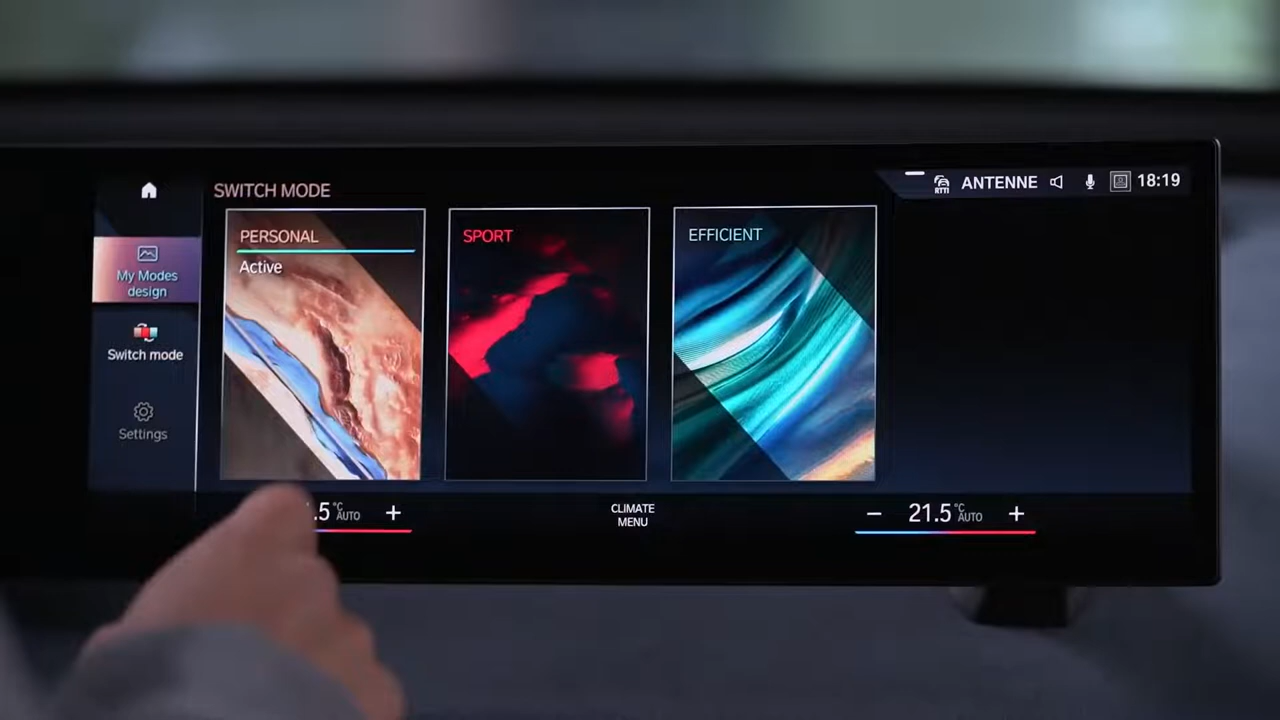 SWITCH MODE
RTTI
ANTENNE
18:19
My Modes
design
Switch mode
Settings
PERSONAL
Active
SPORT
EFFICIENT
.5 °C AUTO +
CLIMATE
MENU
− 21.5 °C AUTO +